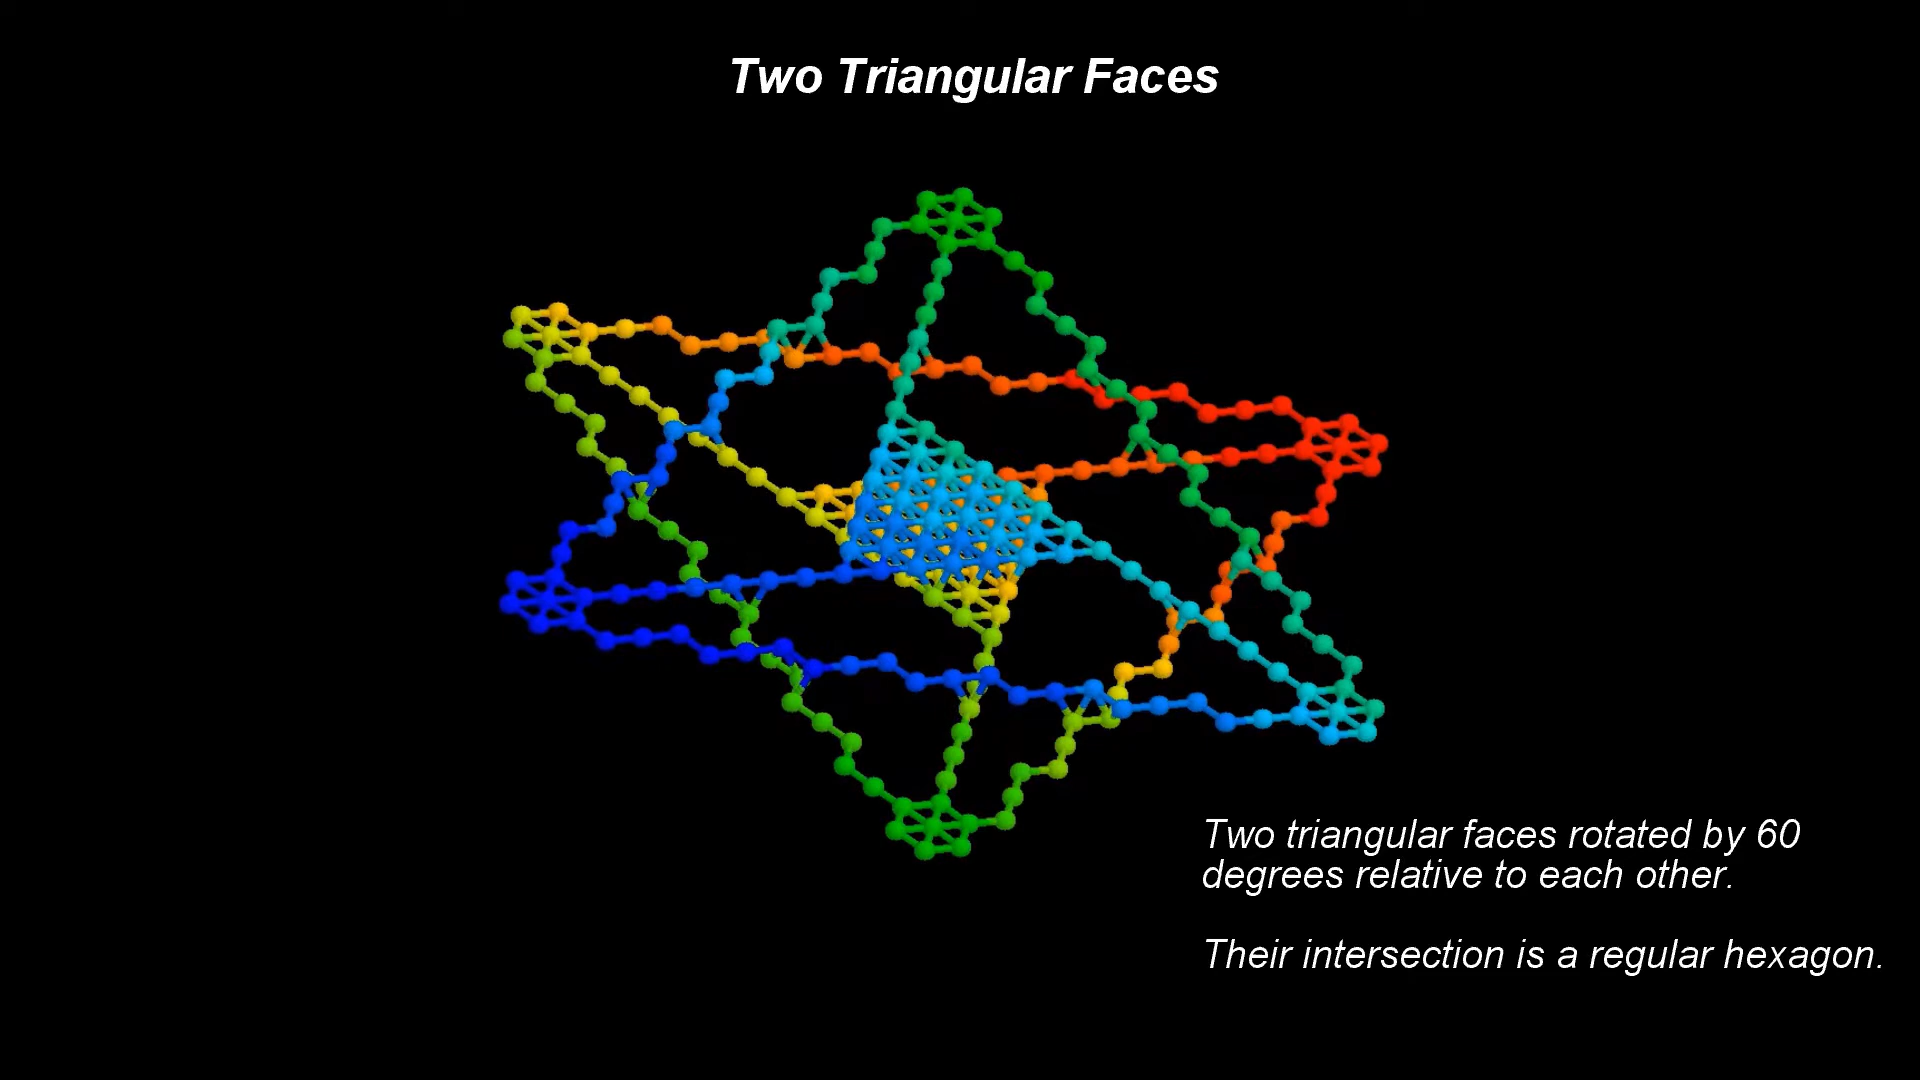 Two Triangular Faces
Two triangular faces rotated by 60
degrees relative to each other.
Their intersection is a regular hexagon.